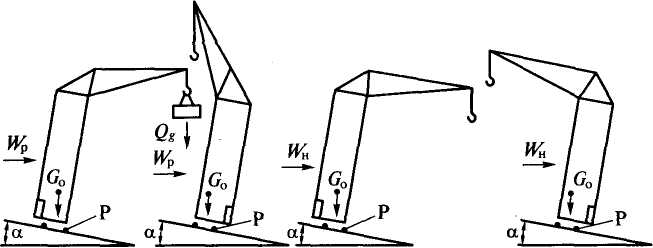 Qg
Wр Wр Wн Wн
Gо Gо Gо Gо
P P P P
α α α α